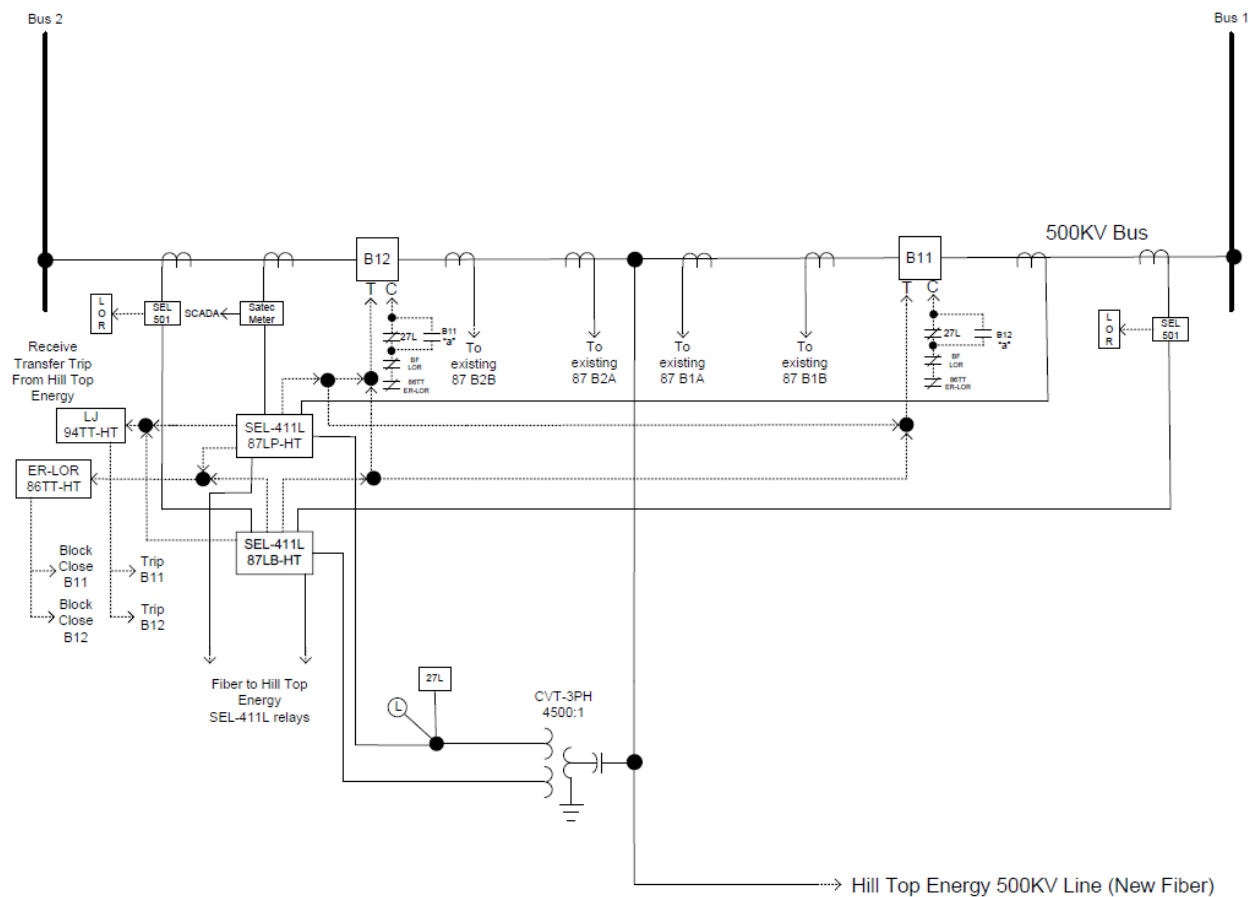 Bus 2
Bus 1
500KV Bus
B12
B11
T C
T C
L
O
R
SEL
501
SCADA
Satec
Meter
27L
B11
"a"
BF
LOR
86TT
ER-LOR
To
existing
87 B2B
To
existing
87 B2A
To
existing
87 B1A
To
existing
87 B1B
27L
B12
"a"
BF
LOR
86TT
ER-LOR
L
O
R
SEL
501
Receive
Transfer Trip
From Hill Top
Energy
LJ
94TT-HT
SEL-411L
87LP-HT
ER-LOR
86TT-HT
SEL-411L
87LB-HT
Block
Close
B11
Trip
B11
Block
Close
B12
Trip
B12
Fiber to Hill Top
Energy
SEL-411L relays
27L
L
CVT-3PH
4500:1
Hill Top Energy 500KV Line (New Fiber)